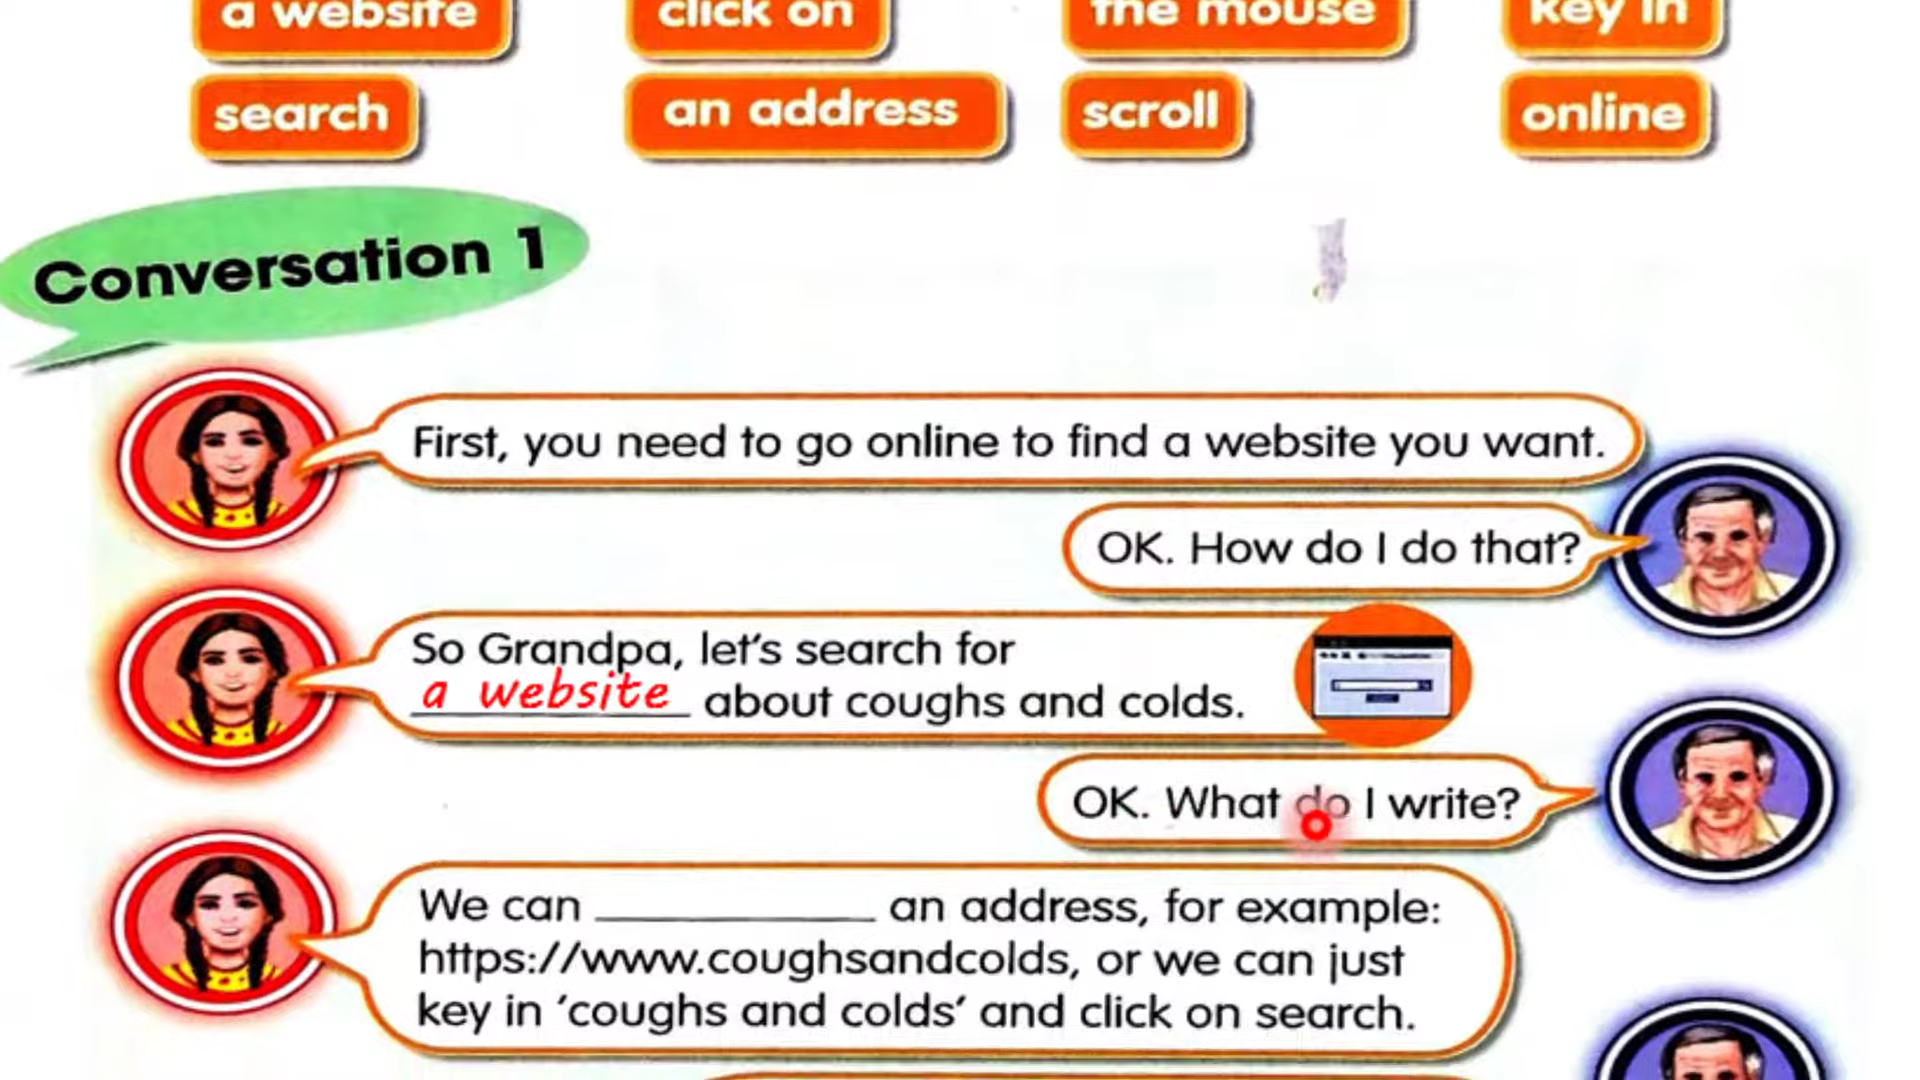 a website click on the mouse key in
search an address scroll online
Conversation 1
First, you need to go online to find a website you want.
OK. How do I do that?
So Grandpa, let's search for
a website about coughs and colds.
OK. What do I write?
We can __________ an address, for example:
https://www.coughsandcolds, or we can just
key in 'coughs and colds' and click on search.